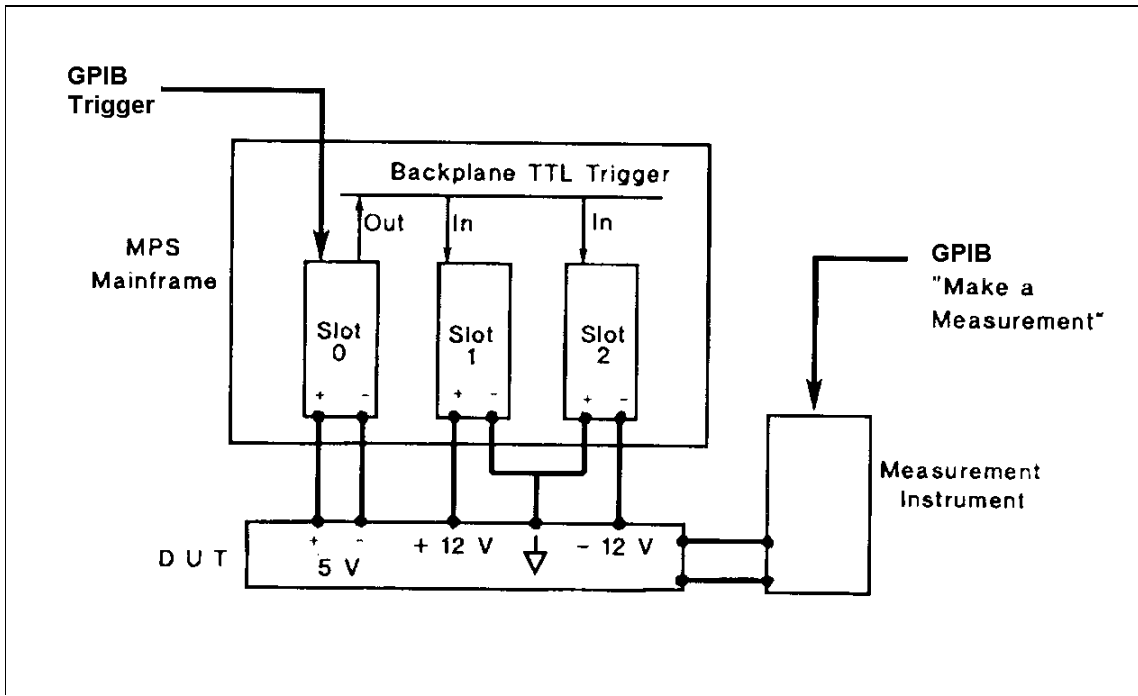 GPIB
Trigger
Backplane TTL Trigger
Out
In
In
MPS
Mainframe
Slot
0
Slot
1
Slot
2
+ -
+ -
+ -
GPIB
"Make a
Measurement"
Measurement
Instrument
DUT
+ -
5 V
+ 12 V
- 12 V